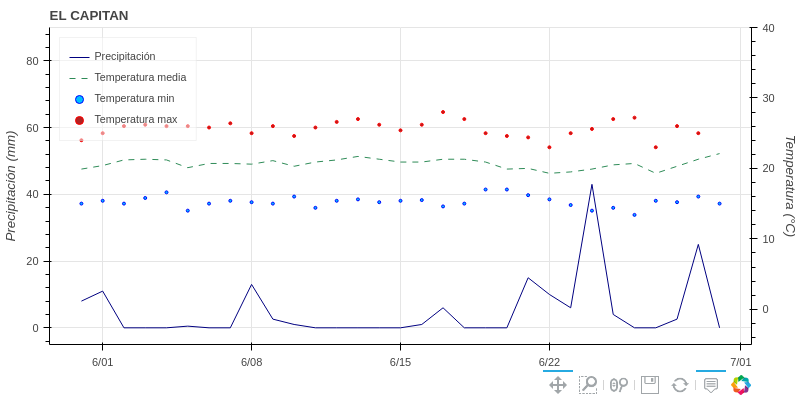 EL CAPITAN
Precipitación
Temperatura media
Temperatura min
Temperatura max
Precipitación (mm)
80
60
40
20
0
Temperatura (°C)
40
30
20
10
0
6/01
6/08
6/15
6/22
7/01